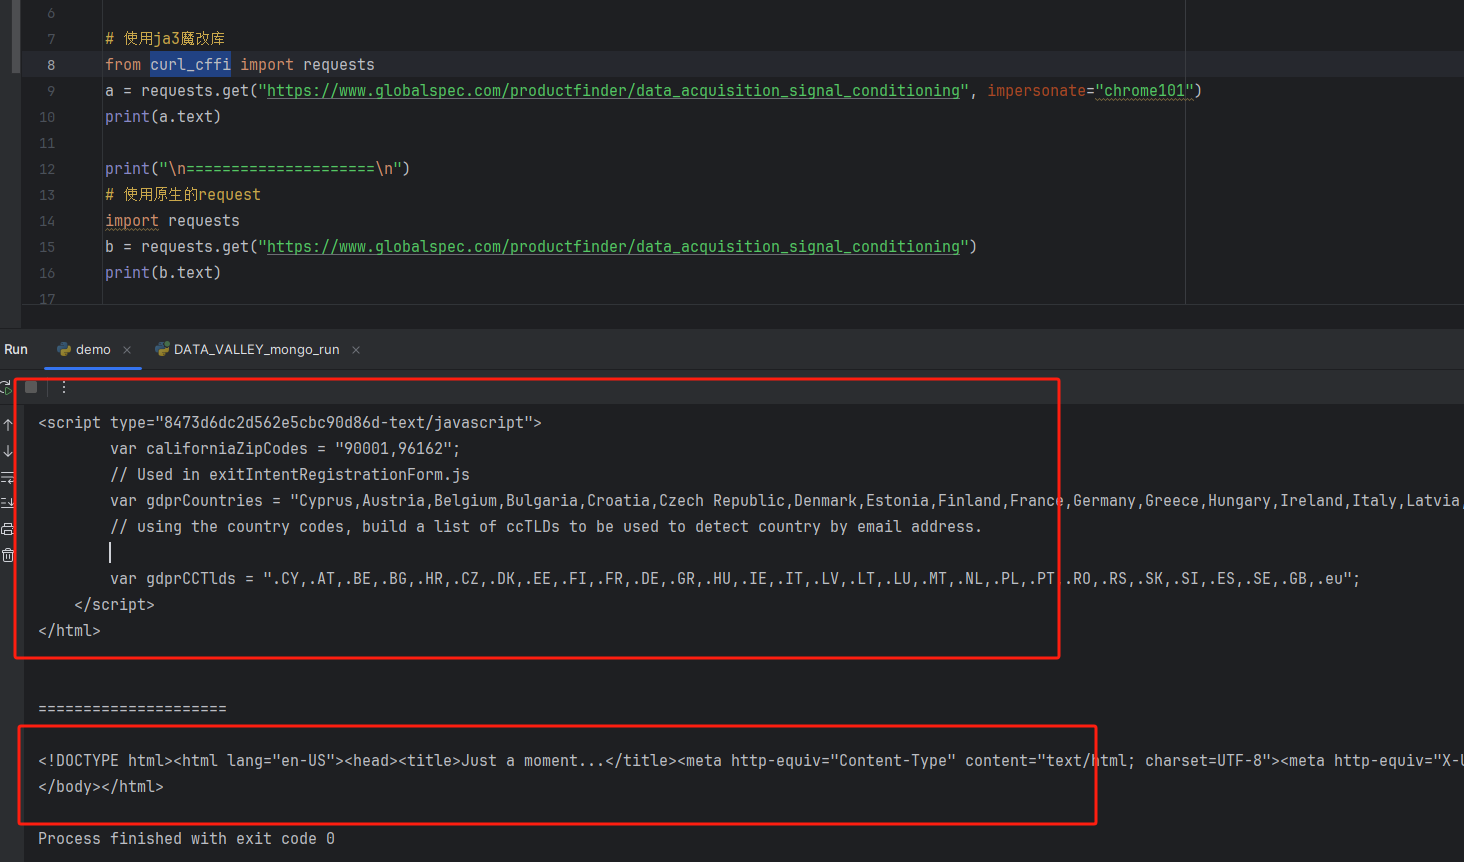 6
7 # 使用ja3魔改库
8 from curl_cffi import requests
9 a = requests.get("https://www.globalspec.com/productfinder/data_acquisition_signal_conditioning", impersonate="chrome101")
10 print(a.text)
11
12 print("\n=====================\n")
13 # 使用原生的request
14 import requests
15 b = requests.get("https://www.globalspec.com/productfinder/data_acquisition_signal_conditioning")
16 print(b.text)
17
Run demo × DATA_VALLEY_mongo_run ×
<script type="8473d6dc2d562e5cbc90d86d-text/javascript">
var californiaZipCodes = "90001,96162";
// Used in exitIntentRegistrationForm.js
var gdprCountries = "Cyprus,Austria,Belgium,Bulgaria,Croatia,Czech Republic,Denmark,Estonia,Finland,France,Germany,Greece,Hungary,Ireland,Italy,Latvia,
// using the country codes, build a list of ccTLDs to be used to detect country by email address.
var gdprCCTlds = ".CY,.AT,.BE,.BG,.HR,.CZ,.DK,.EE,.FI,.FR,.DE,.GR,.HU,.IE,.IT,.LV,.LT,.LU,.MT,.NL,.PL,.PT,.RO,.RS,.SK,.SI,.ES,.SE,.GB,.eu";
</script>
</html>
=====================
<!DOCTYPE html><html lang="en-US"><head><title>Just a moment...</title><meta http-equiv="Content-Type" content="text/html; charset=UTF-8"><meta http-equiv="X-U
</body></html>
Process finished with exit code 0